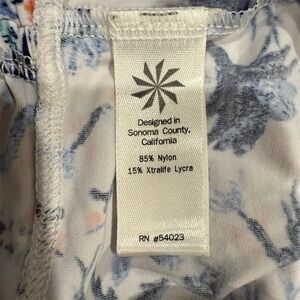 Designed in
Sonoma County,
California
85% Nylon
15% Xtralife Lycra
RN #54023